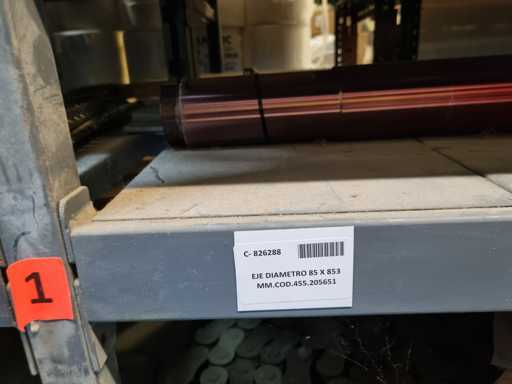 C- 826288
EJE DIAMETRO 85 X 853
MM.COD.455.205651
1